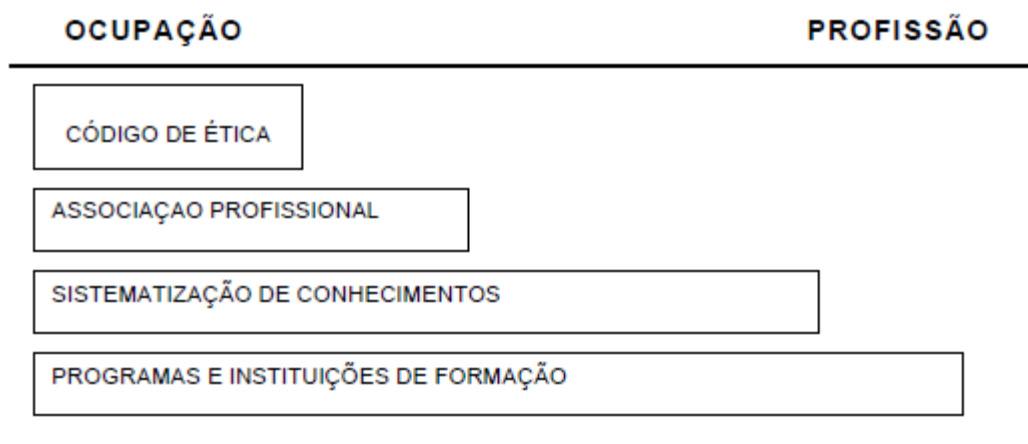 OCUPAÇÃO PROFISSÃO
CÓDIGO DE ÉTICA
ASSOCIAÇAO PROFISSIONAL
SISTEMATIZAÇÃO DE CONHECIMENTOS
PROGRAMAS E INSTITUIÇÕES DE FORMAÇÃO